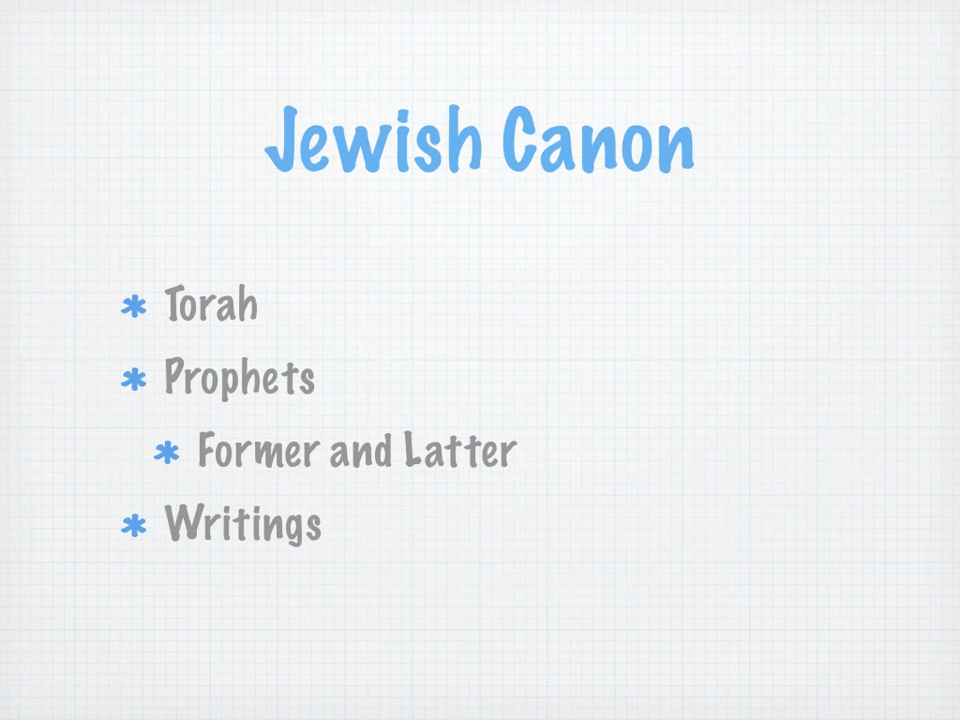 Jewish Canon
* Torah
* Prophets
* Former and Latter
* Writings